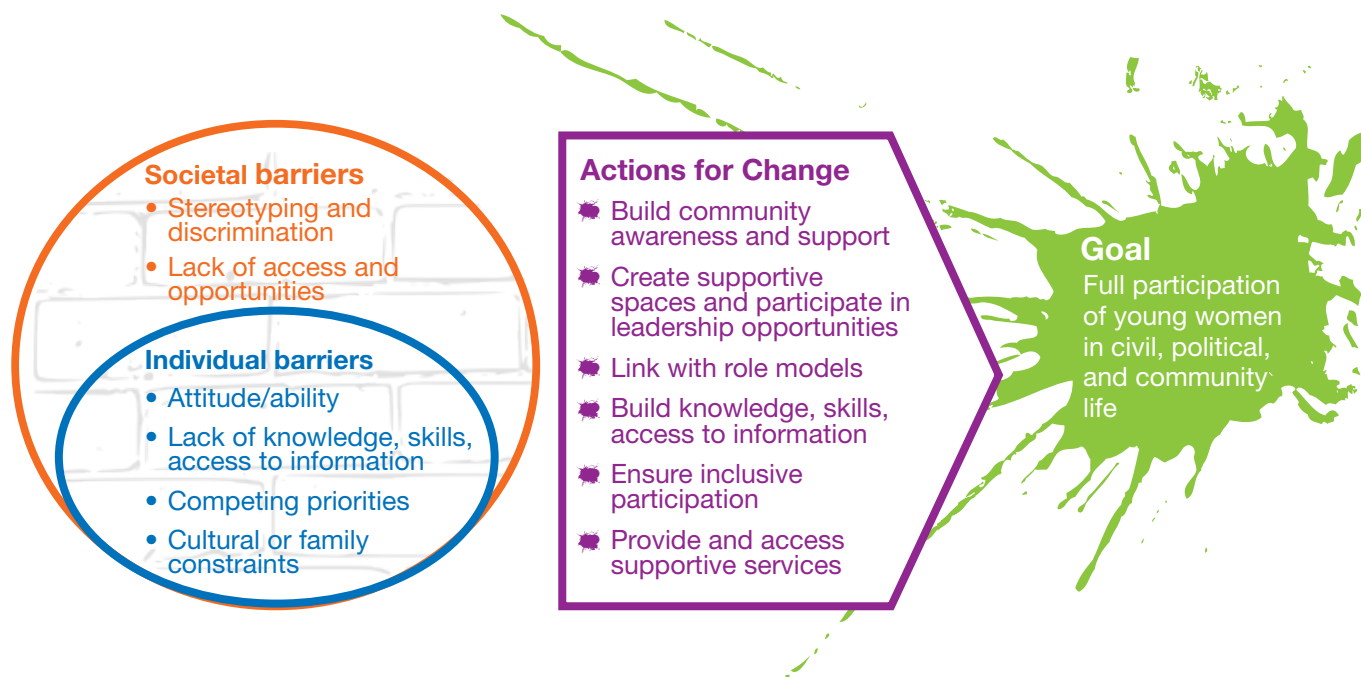 Societal barriers
• Stereotyping and
discrimination
• Lack of access and
opportunities
Individual barriers
• Attitude/ability
• Lack of knowledge, skills,
access to information
• Competing priorities
• Cultural or family
constraints
Actions for Change
Build community
awareness and support
Create supportive
spaces and participate in
leadership opportunities
Link with role models
Build knowledge, skills,
access to information
Ensure inclusive
participation
Provide and access
supportive services
Goal
Full participation
of young women
in civil, political,
and community
life